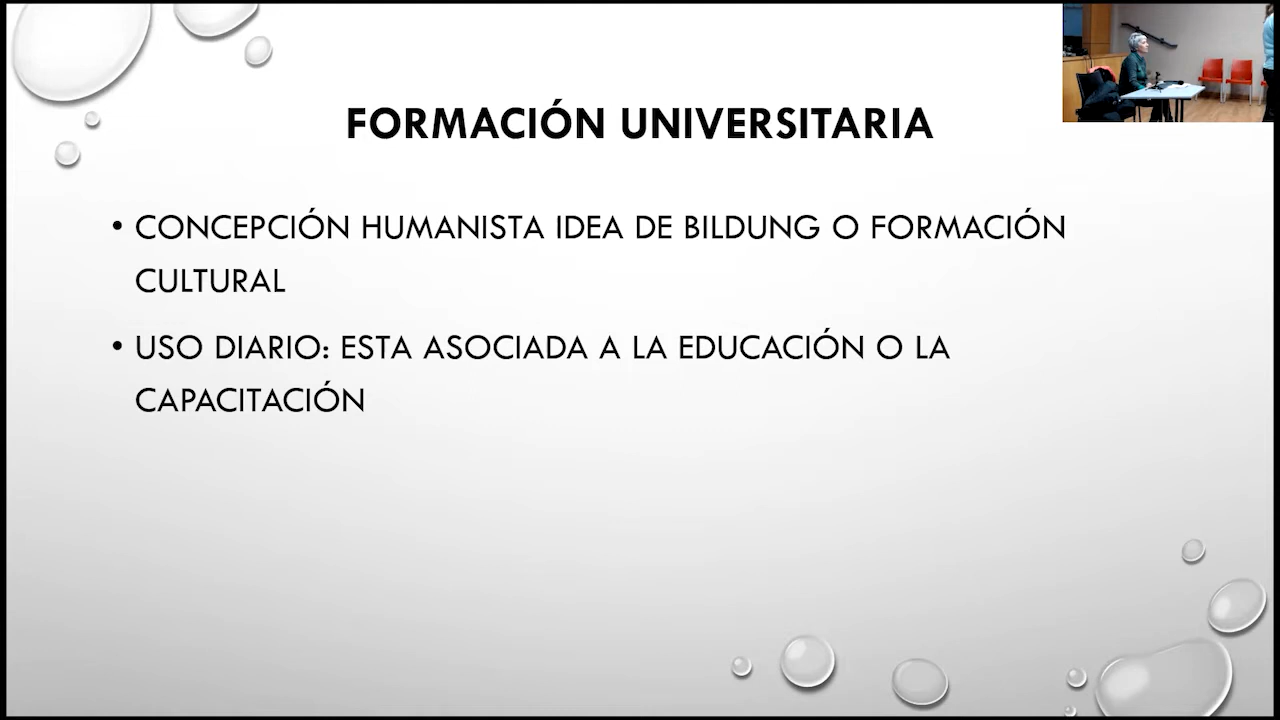 FORMACIÓN UNIVERSITARIA
• CONCEPCIÓN HUMANISTA IDEA DE BILDUNG O FORMACIÓN
CULTURAL
• USO DIARIO: ESTA ASOCIADA A LA EDUCACIÓN O LA
CAPACITACIÓN